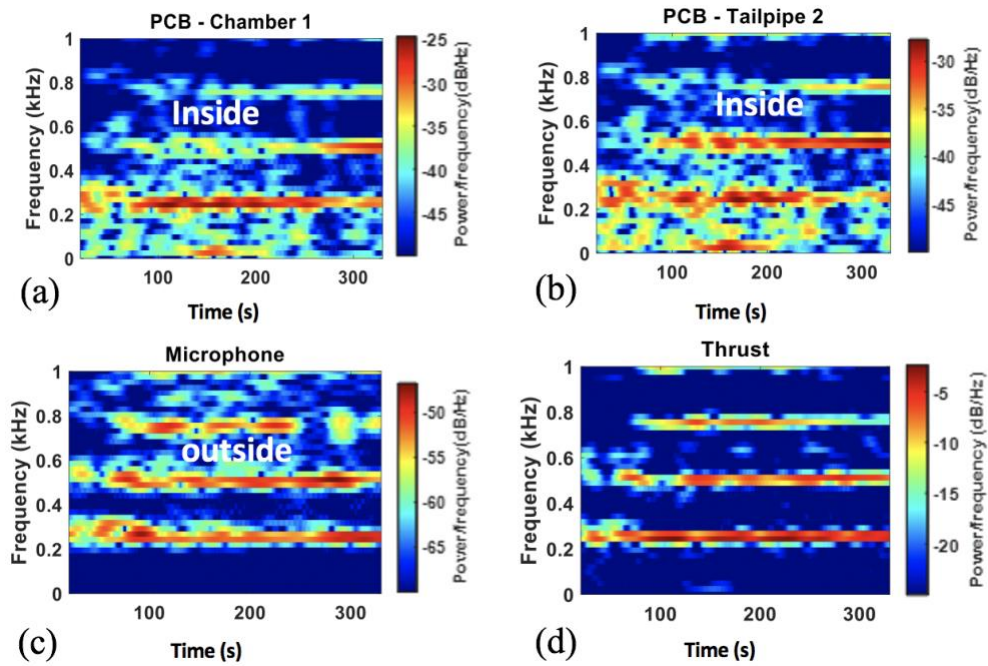 PCB - Chamber 1
1
0.8
0.6
0.4
0.2
0
Frequency (kHz)
Inside
100
200
300
Time (s)
-25
-30
-35
-40
-45
Power/frequency(dB/Hz)
(a)
PCB - Tailpipe 2
1
0.8
0.6
0.4
0.2
0
Frequency (kHz)
Inside
100
200
300
Time (s)
-30
-35
-40
-45
Power/frequency(dB/Hz)
(b)
Microphone
1
0.8
0.6
0.4
0.2
0
Frequency (kHz)
outside
100
200
300
Time (s)
-50
-55
-60
-65
Power/frequency(dB/Hz)
(c)
Thrust
1
0.8
0.6
0.4
0.2
0
Frequency (kHz)
100
200
300
Time (s)
-5
-10
-15
-20
Power/frequency(dB/Hz)
(d)